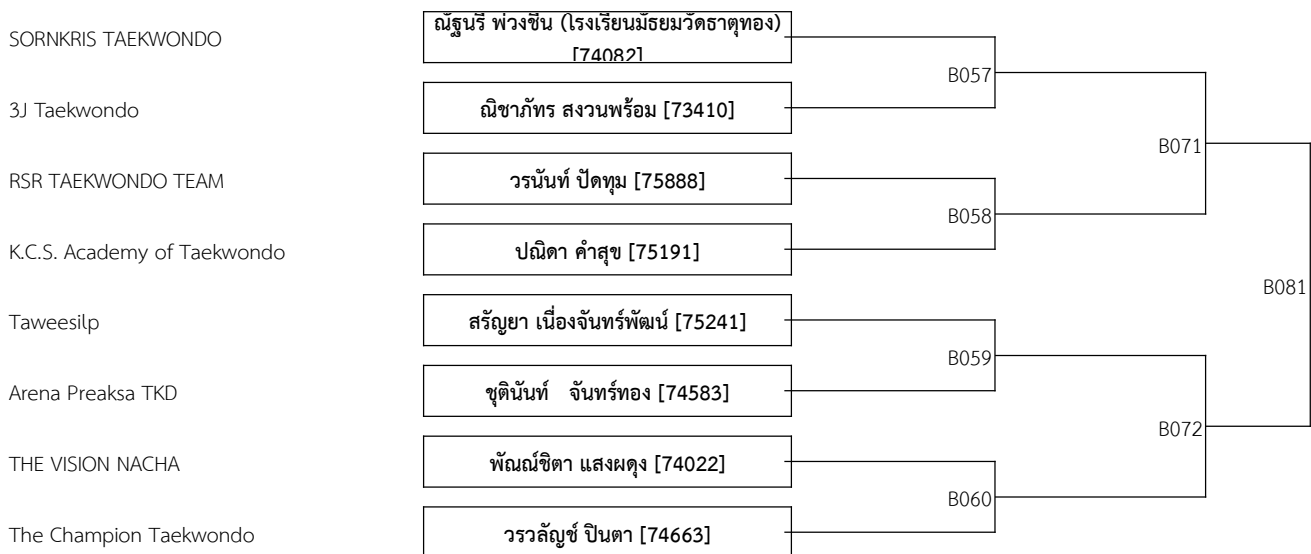 SORNKRIS TAEKWONDO
ณัฐนรี พ่วงชีน (โรงเรียนมัธยมวัดธาตุทอง)
[74082]
B057
3J Taekwondo
ณิชาภัทร สงวนพร้อม [73410]
B071
RSR TAEKWONDO TEAM
วรนันท์ ปัดทุม [75888]
B058
K.C.S. Academy of Taekwondo
ปณิดา คำสุข [75191]
B081
Taweesilp
สรัญยา เนื่องจันทร์พัฒน์ [75241]
B059
Arena Preaksa TKD
ชุตินันท์ จันทร์ทอง [74583]
B072
THE VISION NACHA
พัณณ์ชิตา แสงผดุง [74022]
B060
The Champion Taekwondo
วรวลัญช์ ปินตา [74663]